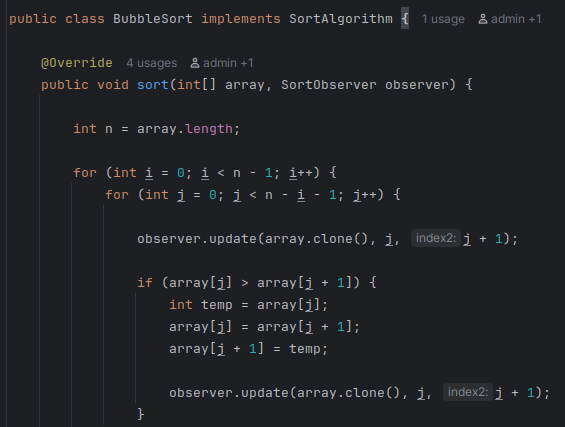 public class BubbleSort implements SortAlgorithm { 1 usage admin +1
@Override 4 usages admin +1
public void sort(int[] array, SortObserver observer) {
int n = array.length;
for (int i = 0; i < n - 1; i++) {
for (int j = 0; j < n - i - 1; j++) {
observer.update(array.clone(), j, index2: j + 1);
if (array[j] > array[j + 1]) {
int temp = array[j];
array[j] = array[j + 1];
array[j + 1] = temp;
observer.update(array.clone(), j, index2: j + 1);
}